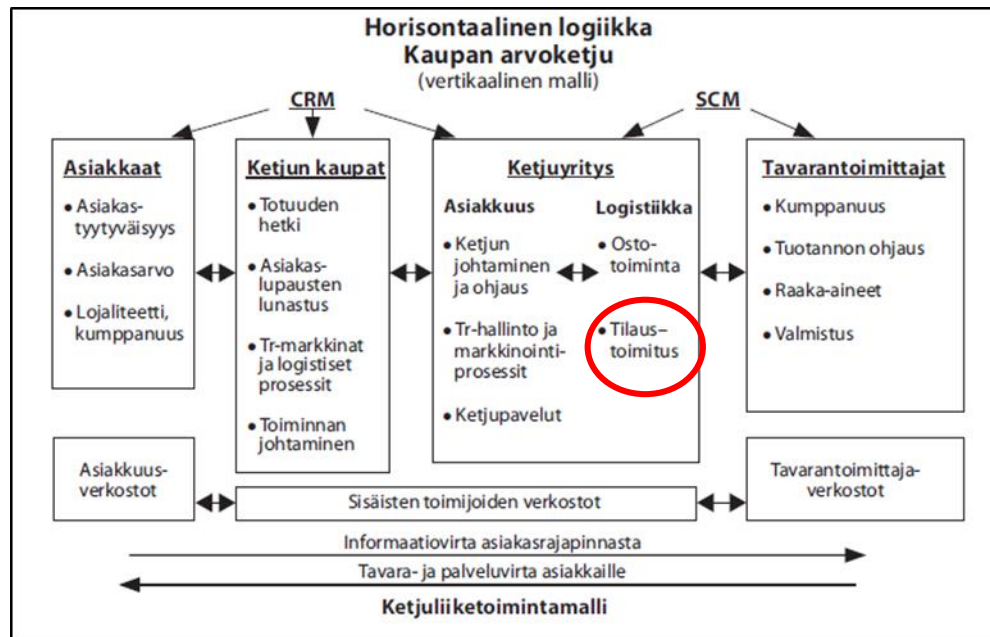 Horisontaalinen logiikka
Kaupan arvoketju
(vertikaalinen malli)
CRM
SCM
Asiakkaat
• Asiakas-
tyytyväisyys
• Asiakasarvo
• Lojaliteetti,
kumppanuus
Ketjun kaupat
• Totuuden
hetki
• Asiakas-
lupausten
lunastus
• Tr-markkinat
ja logistiset
prosessit
• Toiminnan
johtaminen
Ketjuyritys
Asiakkuus
• Ketjun
johtaminen
ja ohjaus
• Tr-hallinto ja
markkinointi-
prosessit
• Ketjupavelut
Logistiikka
• Osto-
toiminta
• Tilaus–
toimitus
Tavarantoimittajat
• Kumppanuus
• Tuotannon ohjaus
• Raaka-aineet
• Valmistus
Asiakkuus-
verkostot
Sisäisten toimijoiden verkostot
Tavarantoimittaja-
verkostot
Informaatiovirta asiakasrajapinnasta
Tavara- ja palveluvirta asiakkaille
Ketjuliiketoimintamalli